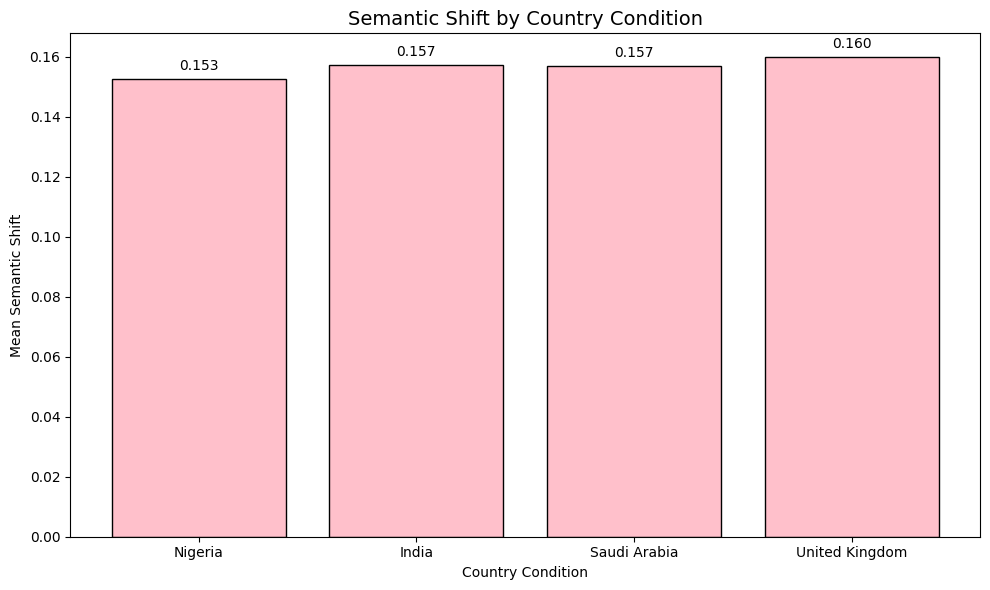 Semantic Shift by Country Condition
0.153
0.157
0.157
0.160
0.16
0.14
0.12
0.10
0.08
0.06
0.04
0.02
0.00
Mean Semantic Shift
Nigeria
India
Saudi Arabia
United Kingdom
Country Condition